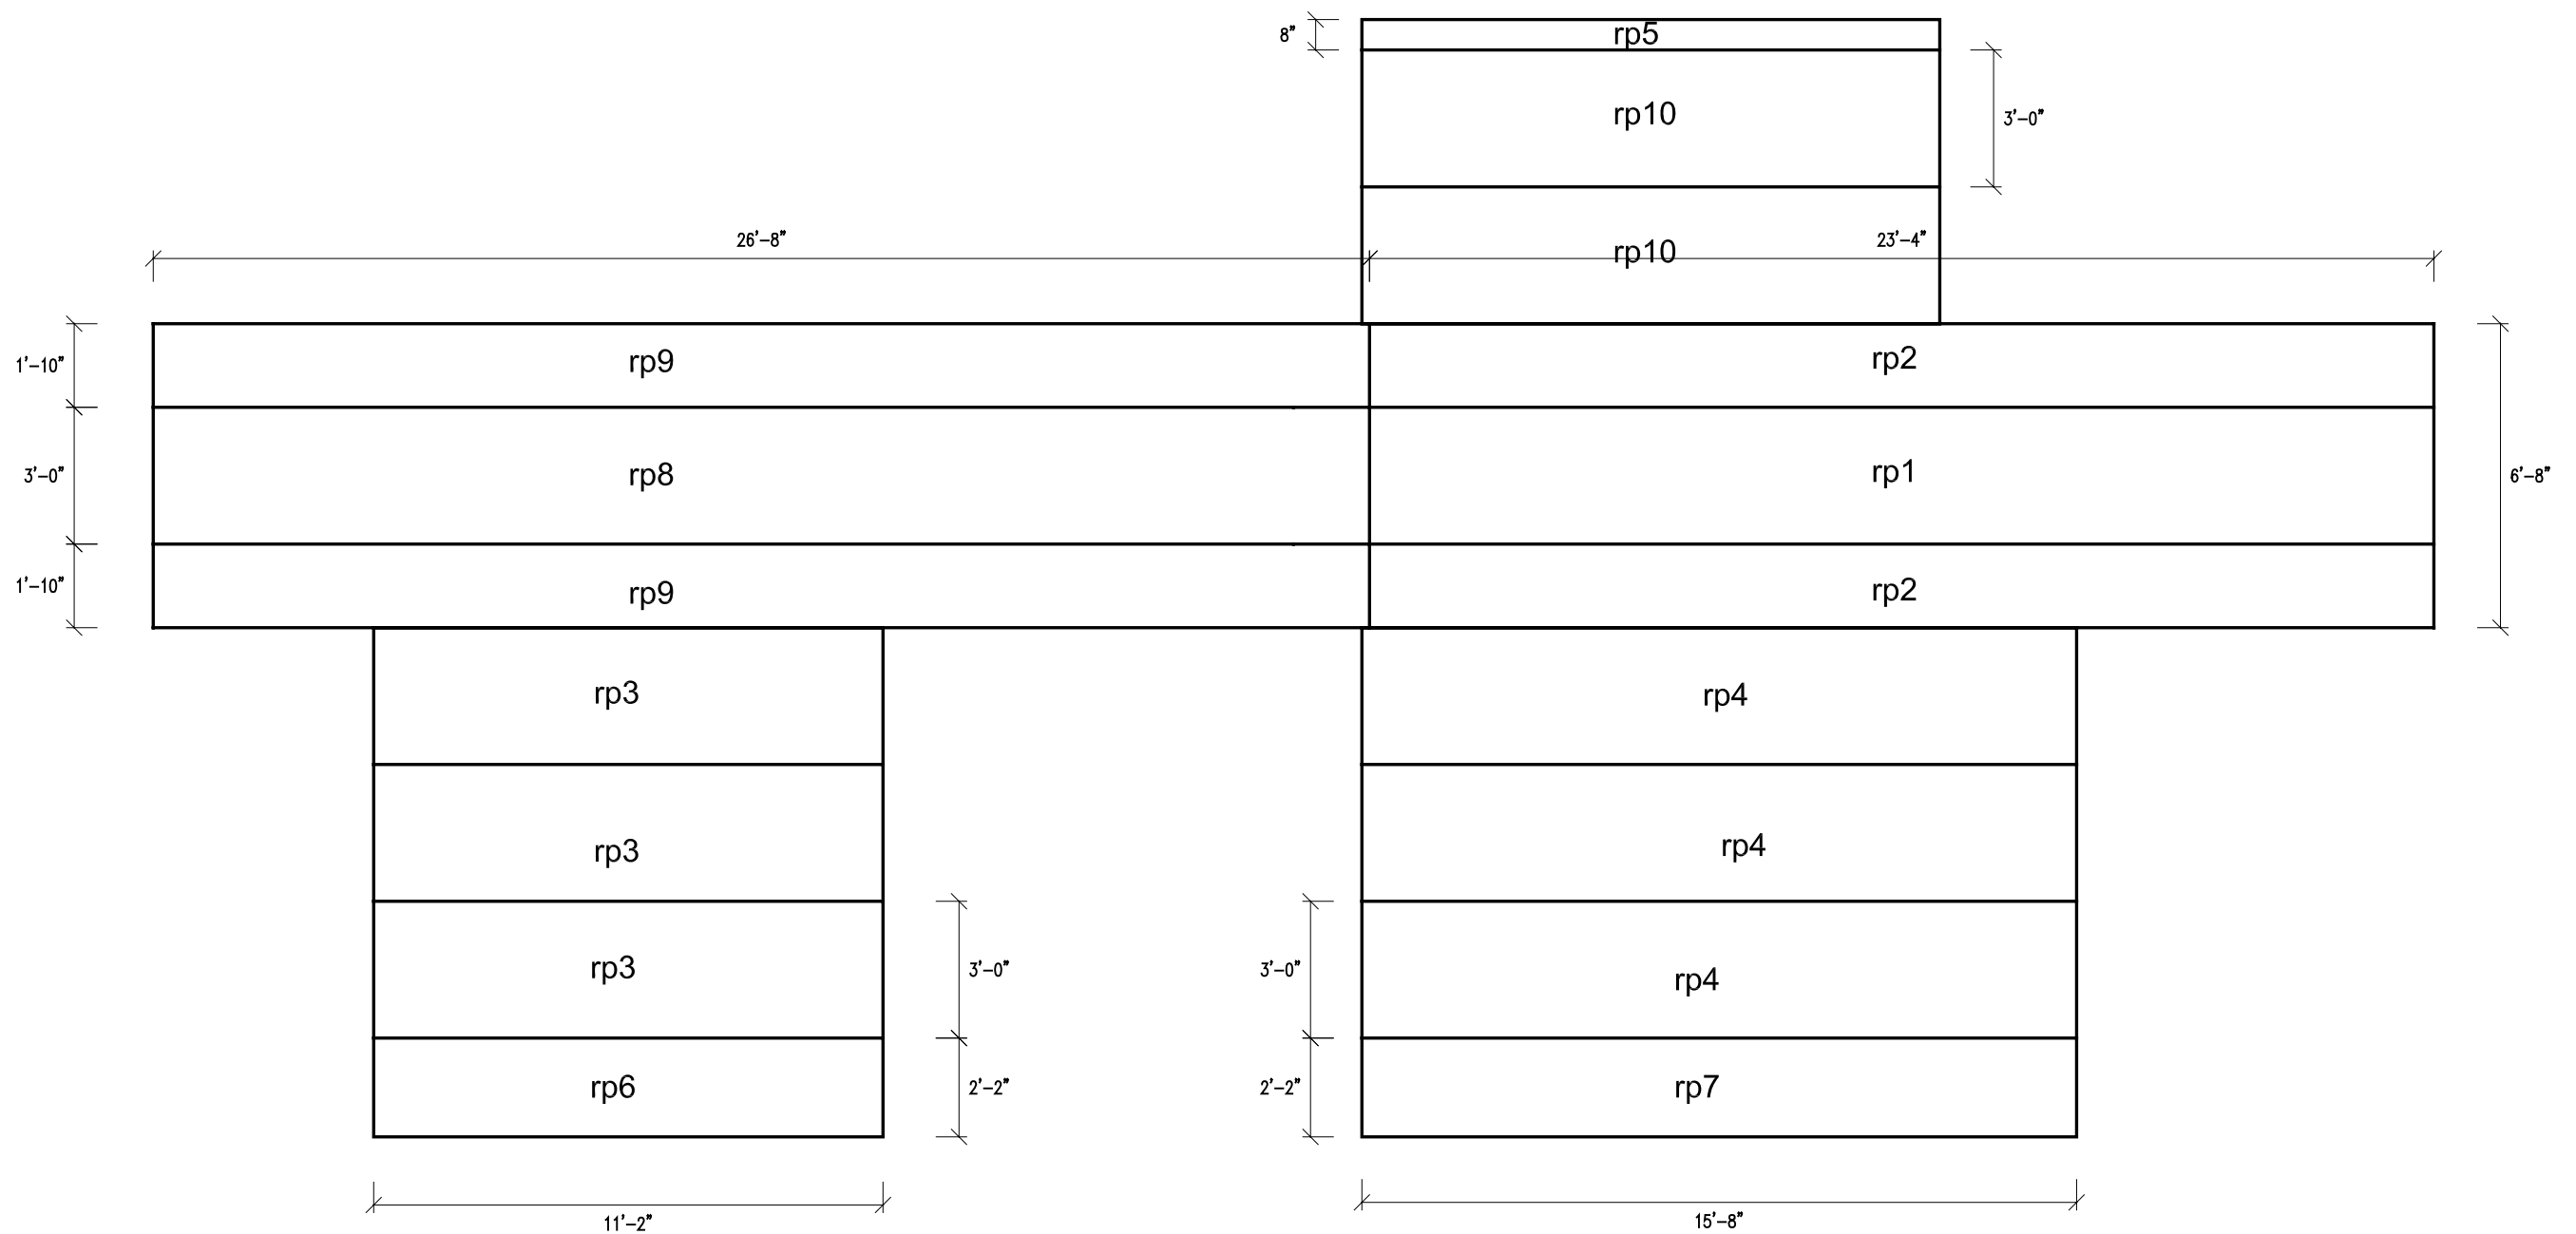 8”
rp5
rp10
3’-0”
26’-8”
rp10
23’-4”
1’-10”
rp9
rp2
3’-0”
rp8
rp1
6’-8”
1’-10”
rp9
rp2
rp3
rp4
rp3
rp4
rp3
3’-0”
3’-0”
rp4
rp6
2’-2”
2’-2”
rp7
11’-2”
15’-8”